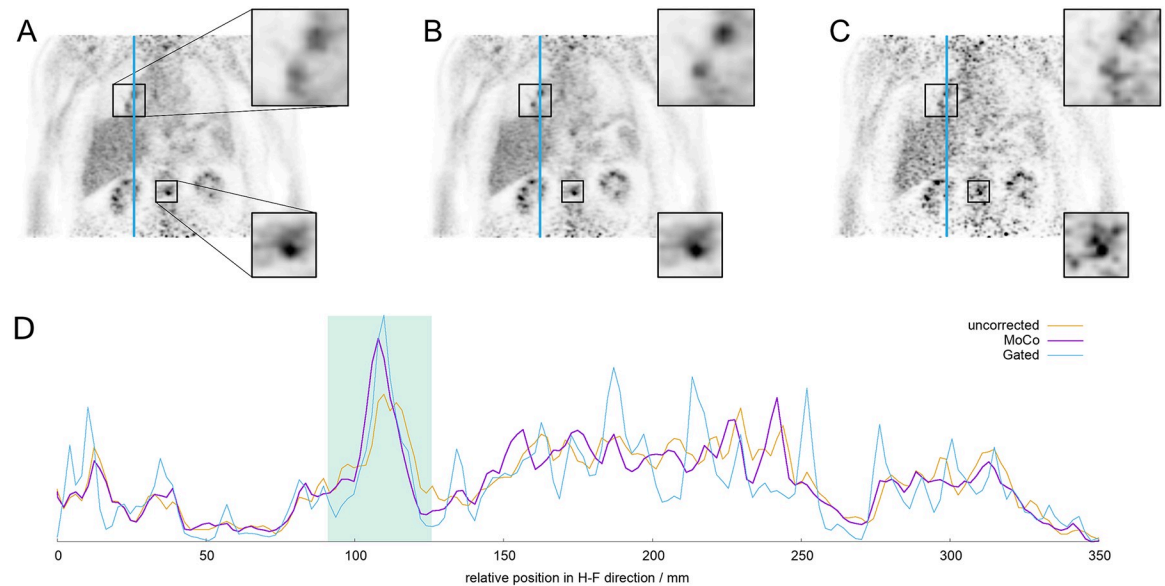 A
B
C
D
uncorrected
MoCo
Gated
0
50
100
150
200
250
300
350
relative position in H-F direction / mm